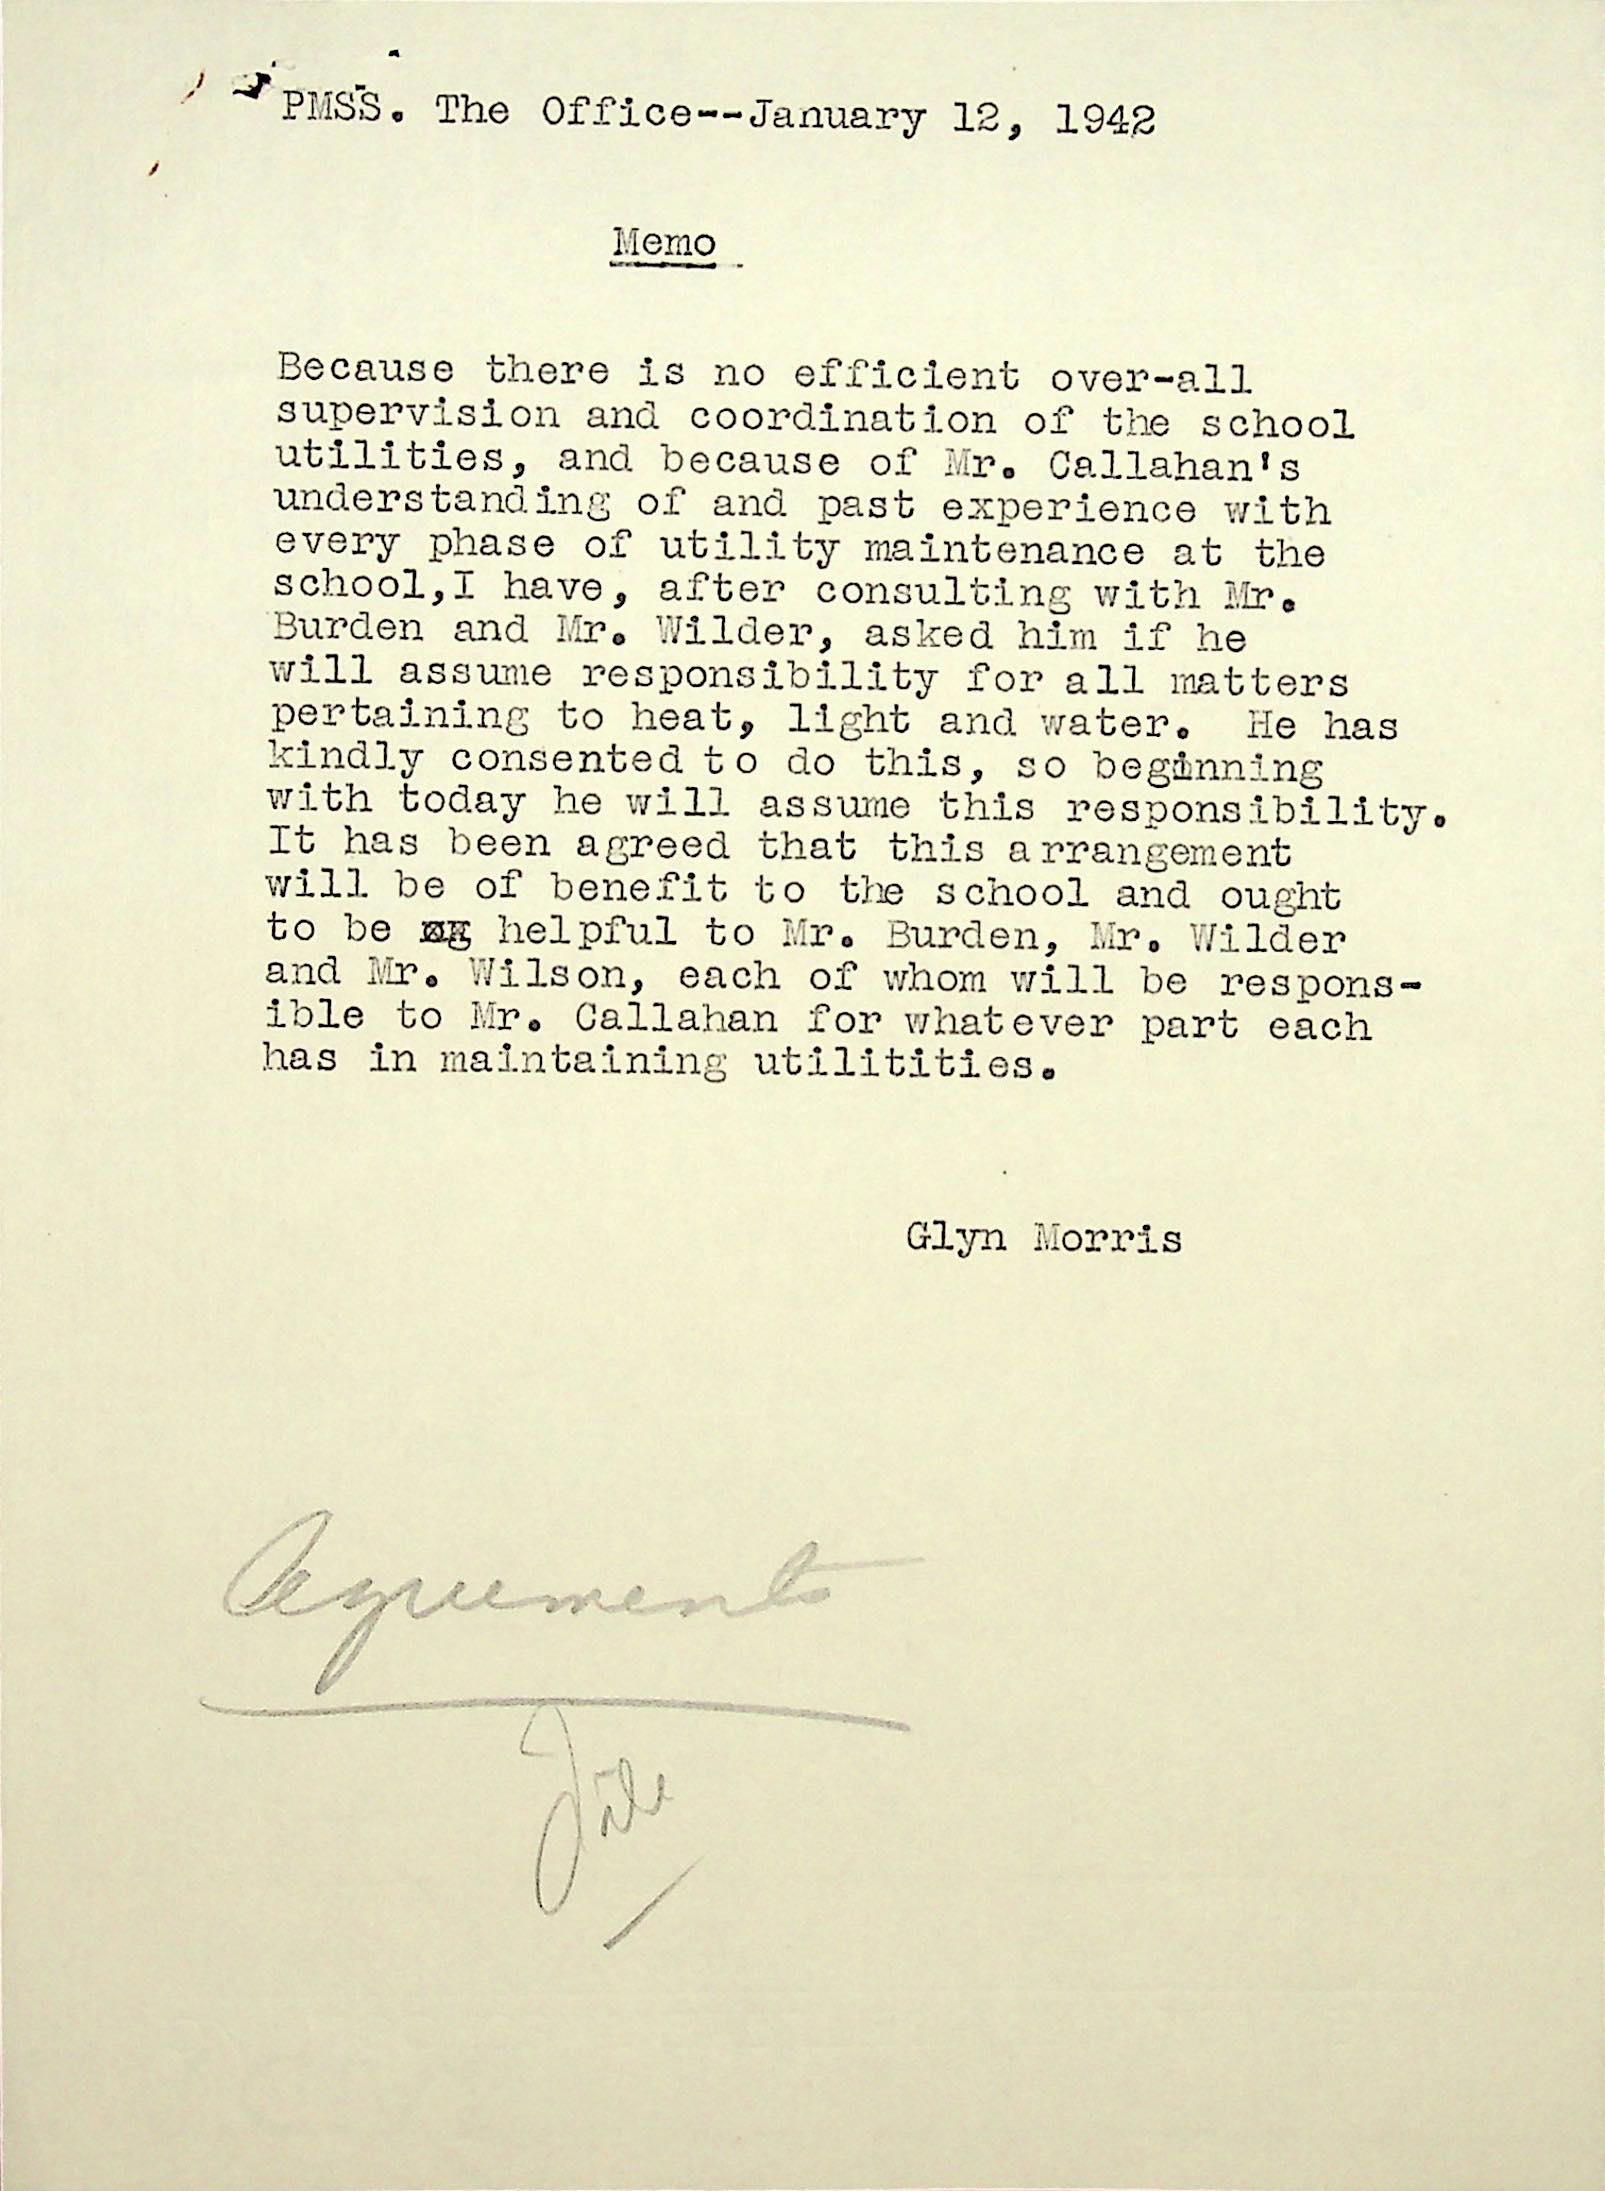 PMSS. The Office--January 12, 1942
Memo
Because there is no efficient over-all
supervision and coordination of the school
utilities, and because of Mr. Callahan's
understanding of and past experience with
every phase of utility maintenance at the
school,I have, after consulting with Mr.
Burden and Mr. Wilder, asked him if he
will assume responsibility for all matters
pertaining to heat, light and water.  He has
kindly consented to do this, so beginning
with today he will assume this responsibility.
It has been agreed that this arrangement
will be of benefit to the school and ought
to be helpful to Mr. Burden, Mr. Wilder
and Mr. Wilson, each of whom will be respons-
ible to Mr. Callahan for whatever part each
has in maintaining utilitities.
Glyn Morris
Agreements
File